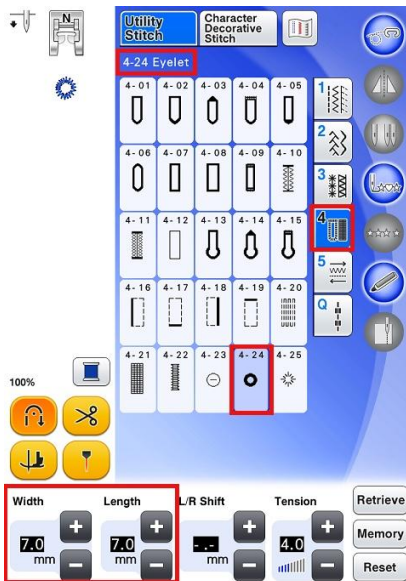 N
Utility
Stitch
Character
Decorative
Stitch
4-24 Eyelet
4-01 4-02 4-03 4-04 4-05
1
4-06 4-07 4-08 4-09 4-10
2
3
4-11 4-12 4-13 4-14 4-15
4
5
4-16 4-17 4-18 4-19 4-20
Q
4-21 4-22 4-23 4-24 4-25
100%
Width Length L/R Shift Tension
7.0 7.0 -.- 4.0
mm mm mm
+ + + +
− − − −
Retrieve
Memory
Reset